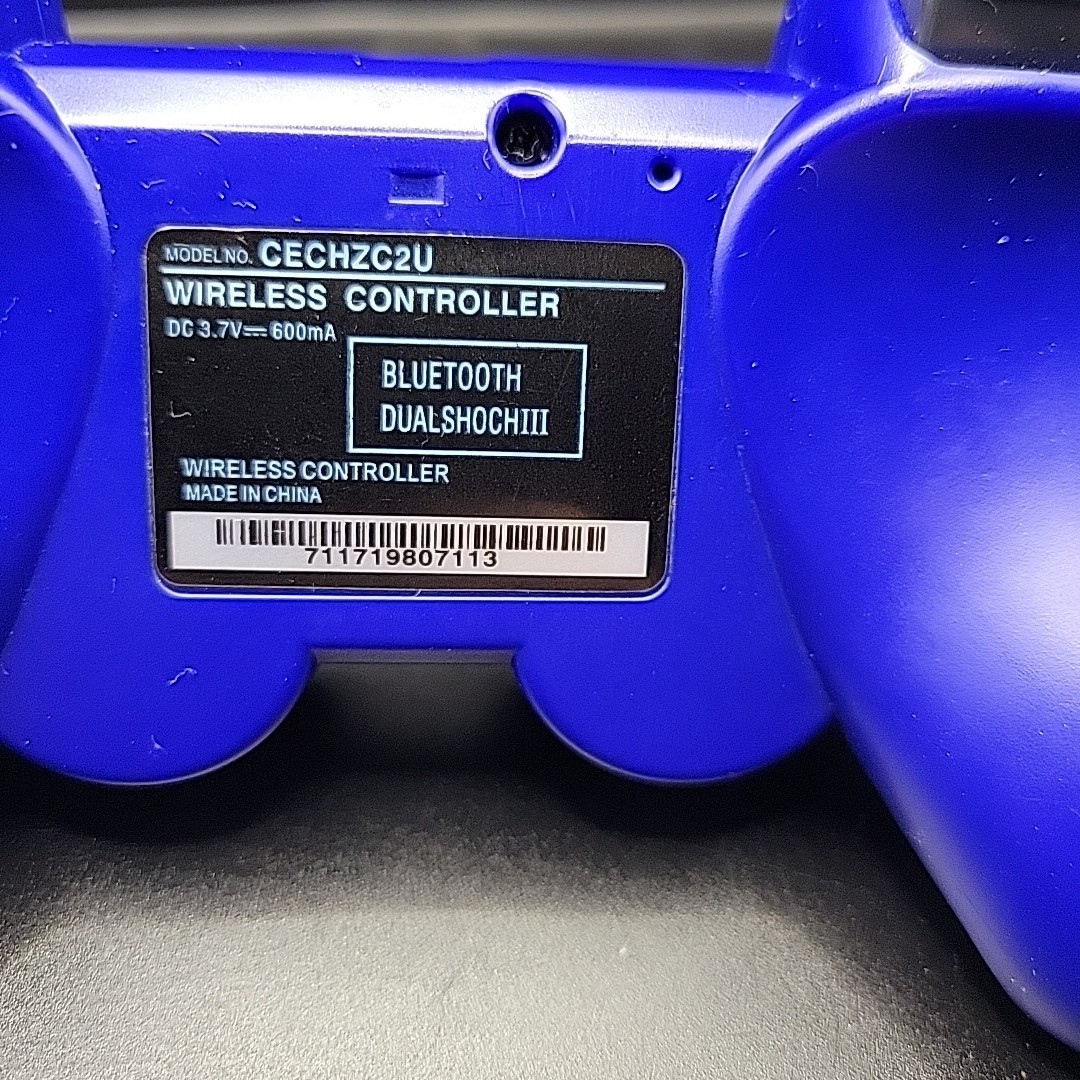 MODEL NO. CECHZC2U
WIRELESS CONTROLLER
DC 3.7V⎓600mA
BLUETOOTH
DUALSHOCHIII
WIRELESS CONTROLLER
MADE IN CHINA
711719807113